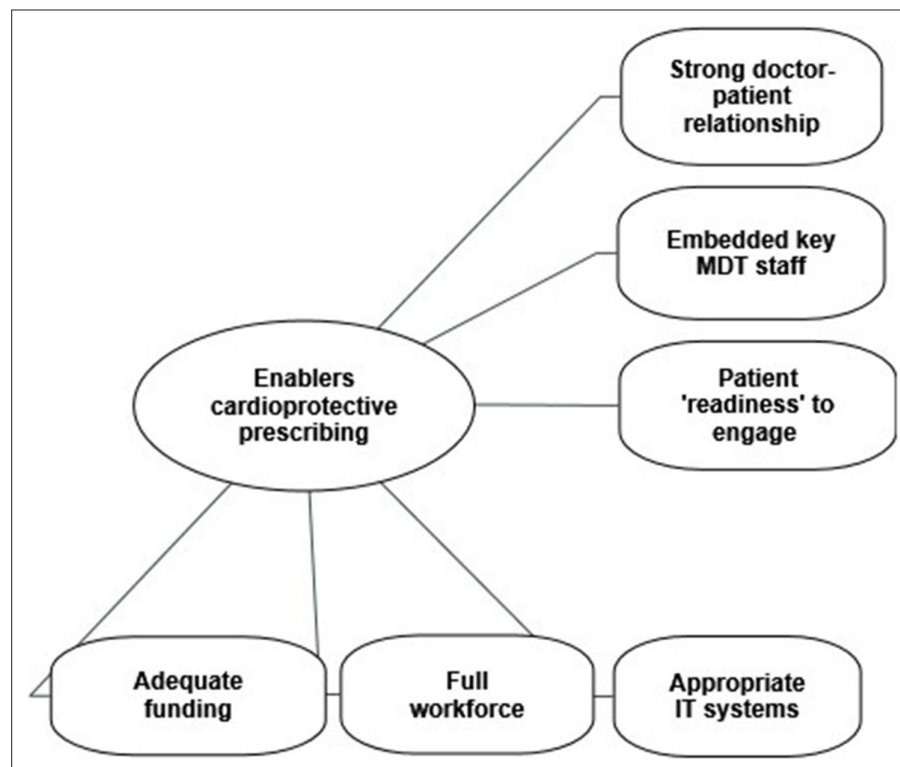 Strong doctor-
patient
relationship
Embedded key
MDT staff
Enablers
cardioprotective
prescribing
Patient
'readiness' to
engage
Adequate
funding
Full
workforce
Appropriate
IT systems